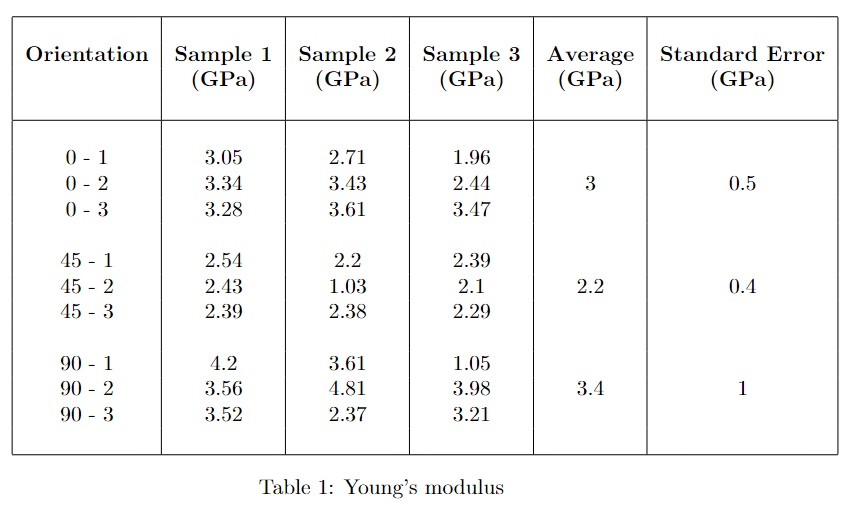 Orientation Sample 1 Sample 2 Sample 3 Average Standard Error
(GPa) (GPa) (GPa) (GPa) (GPa)
0 - 1 3.05 2.71 1.96
0 - 2 3.34 3.43 2.44 3 0.5
0 - 3 3.28 3.61 3.47
45 - 1 2.54 2.2 2.39
45 - 2 2.43 1.03 2.1 2.2 0.4
45 - 3 2.39 2.38 2.29
90 - 1 4.2 3.61 1.05
90 - 2 3.56 4.81 3.98 3.4 1
90 - 3 3.52 2.37 3.21
Table 1: Young's modulus